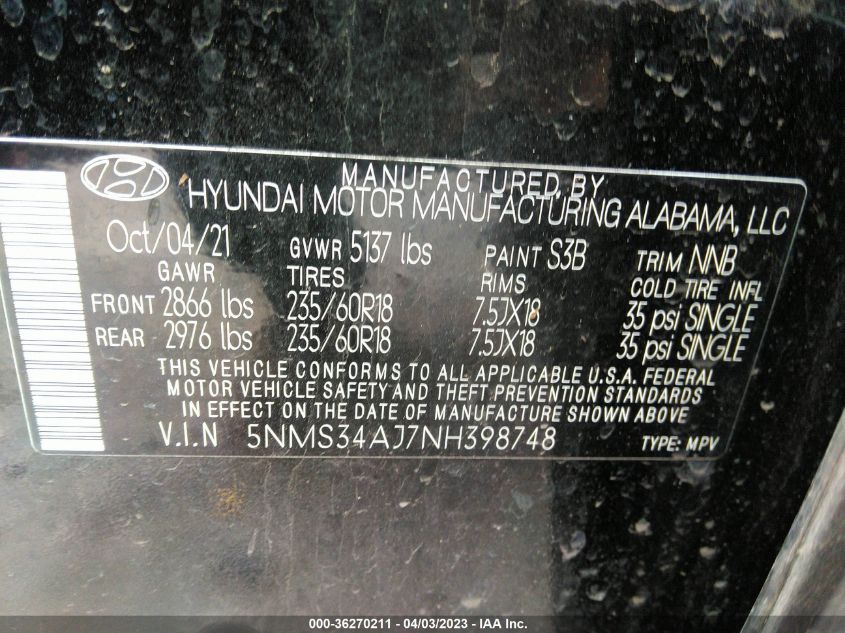 MANUFACTURED BY
HYUNDAI MOTOR MANUFACTURING ALABAMA, LLC
Oct/04/21 GVWR 5137 lbs PAINT S3B TRIM NNB
GAWR TIRES RIMS COLD TIRE INFL
FRONT 2866 lbs 235/60R18 7.5JX18 35 psi SINGLE
REAR 2976 lbs 235/60R18 7.5JX18 35 psi SINGLE
THIS VEHICLE CONFORMS TO ALL APPLICABLE U.S.A. FEDERAL
MOTOR VEHICLE SAFETY AND THEFT PREVENTION STANDARDS
IN EFFECT ON THE DATE OF MANUFACTURE SHOWN ABOVE
V.I.N 5NMS34AJ7NH398748 TYPE: MPV
000-36270211 - 04/03/2023 - IAA Inc.